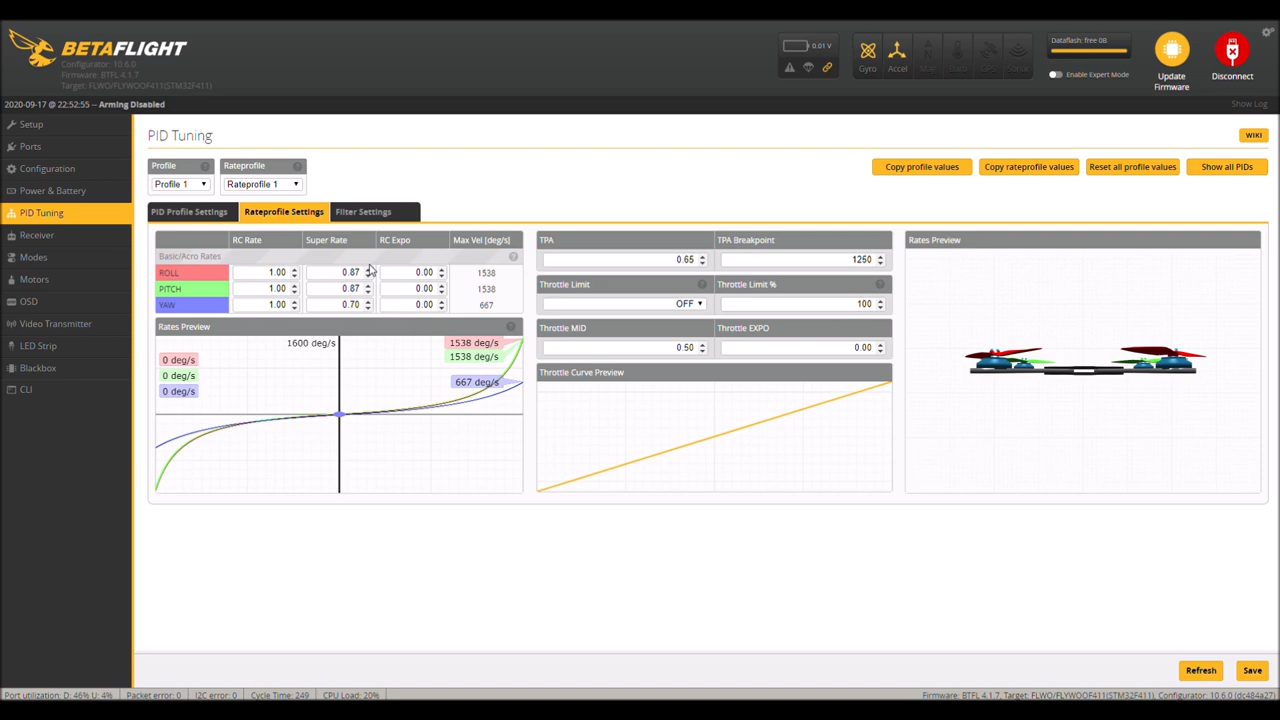 BETAFLIGHT
Configurator: 10.6.0
Firmware: BTFL 4.1.7
Target: FLWO/FLYWOOF411(STM32F411)
0.01 V
Gyro
Accel
Mag
Baro
GPS
Sonar
Dataflash: free 0B
Enable Expert Mode
Update
Firmware
Disconnect
2020-09-17 @ 22:52:55 -- Arming Disabled
Show Log
Setup
Ports
Configuration
Power & Battery
PID Tuning
Receiver
Modes
Motors
OSD
Video Transmitter
LED Strip
Blackbox
CLI
PID Tuning
WIKI
Profile
Rateprofile
Profile 1
Rateprofile 1
Copy profile values
Copy rateprofile values
Reset all profile values
Show all PIDs
PID Profile Settings
Rateprofile Settings
Filter Settings
RC Rate Super Rate RC Expo Max Vel [deg/s]
Basic/Acro Rates
ROLL 1.00 0.87 0.00 1538
PITCH 1.00 0.87 0.00 1538
YAW 1.00 0.70 0.00 667
Rates Preview
1600 deg/s
1538 deg/s
1538 deg/s
667 deg/s
0 deg/s
0 deg/s
0 deg/s
TPA
TPA Breakpoint
0.65
1250
Throttle Limit
Throttle Limit %
OFF
100
Throttle MID
Throttle EXPO
0.50
0.00
Throttle Curve Preview
Rates Preview
Refresh
Save
Port utilization: D: 46% U: 4%
Packet error: 0
I2C error: 0
Cycle Time: 249
CPU Load: 20%
Firmware: BTFL 4.1.7, Target: FLWO/FLYWOOF411(STM32F411), Configurator: 10.6.0 (dc484a27)